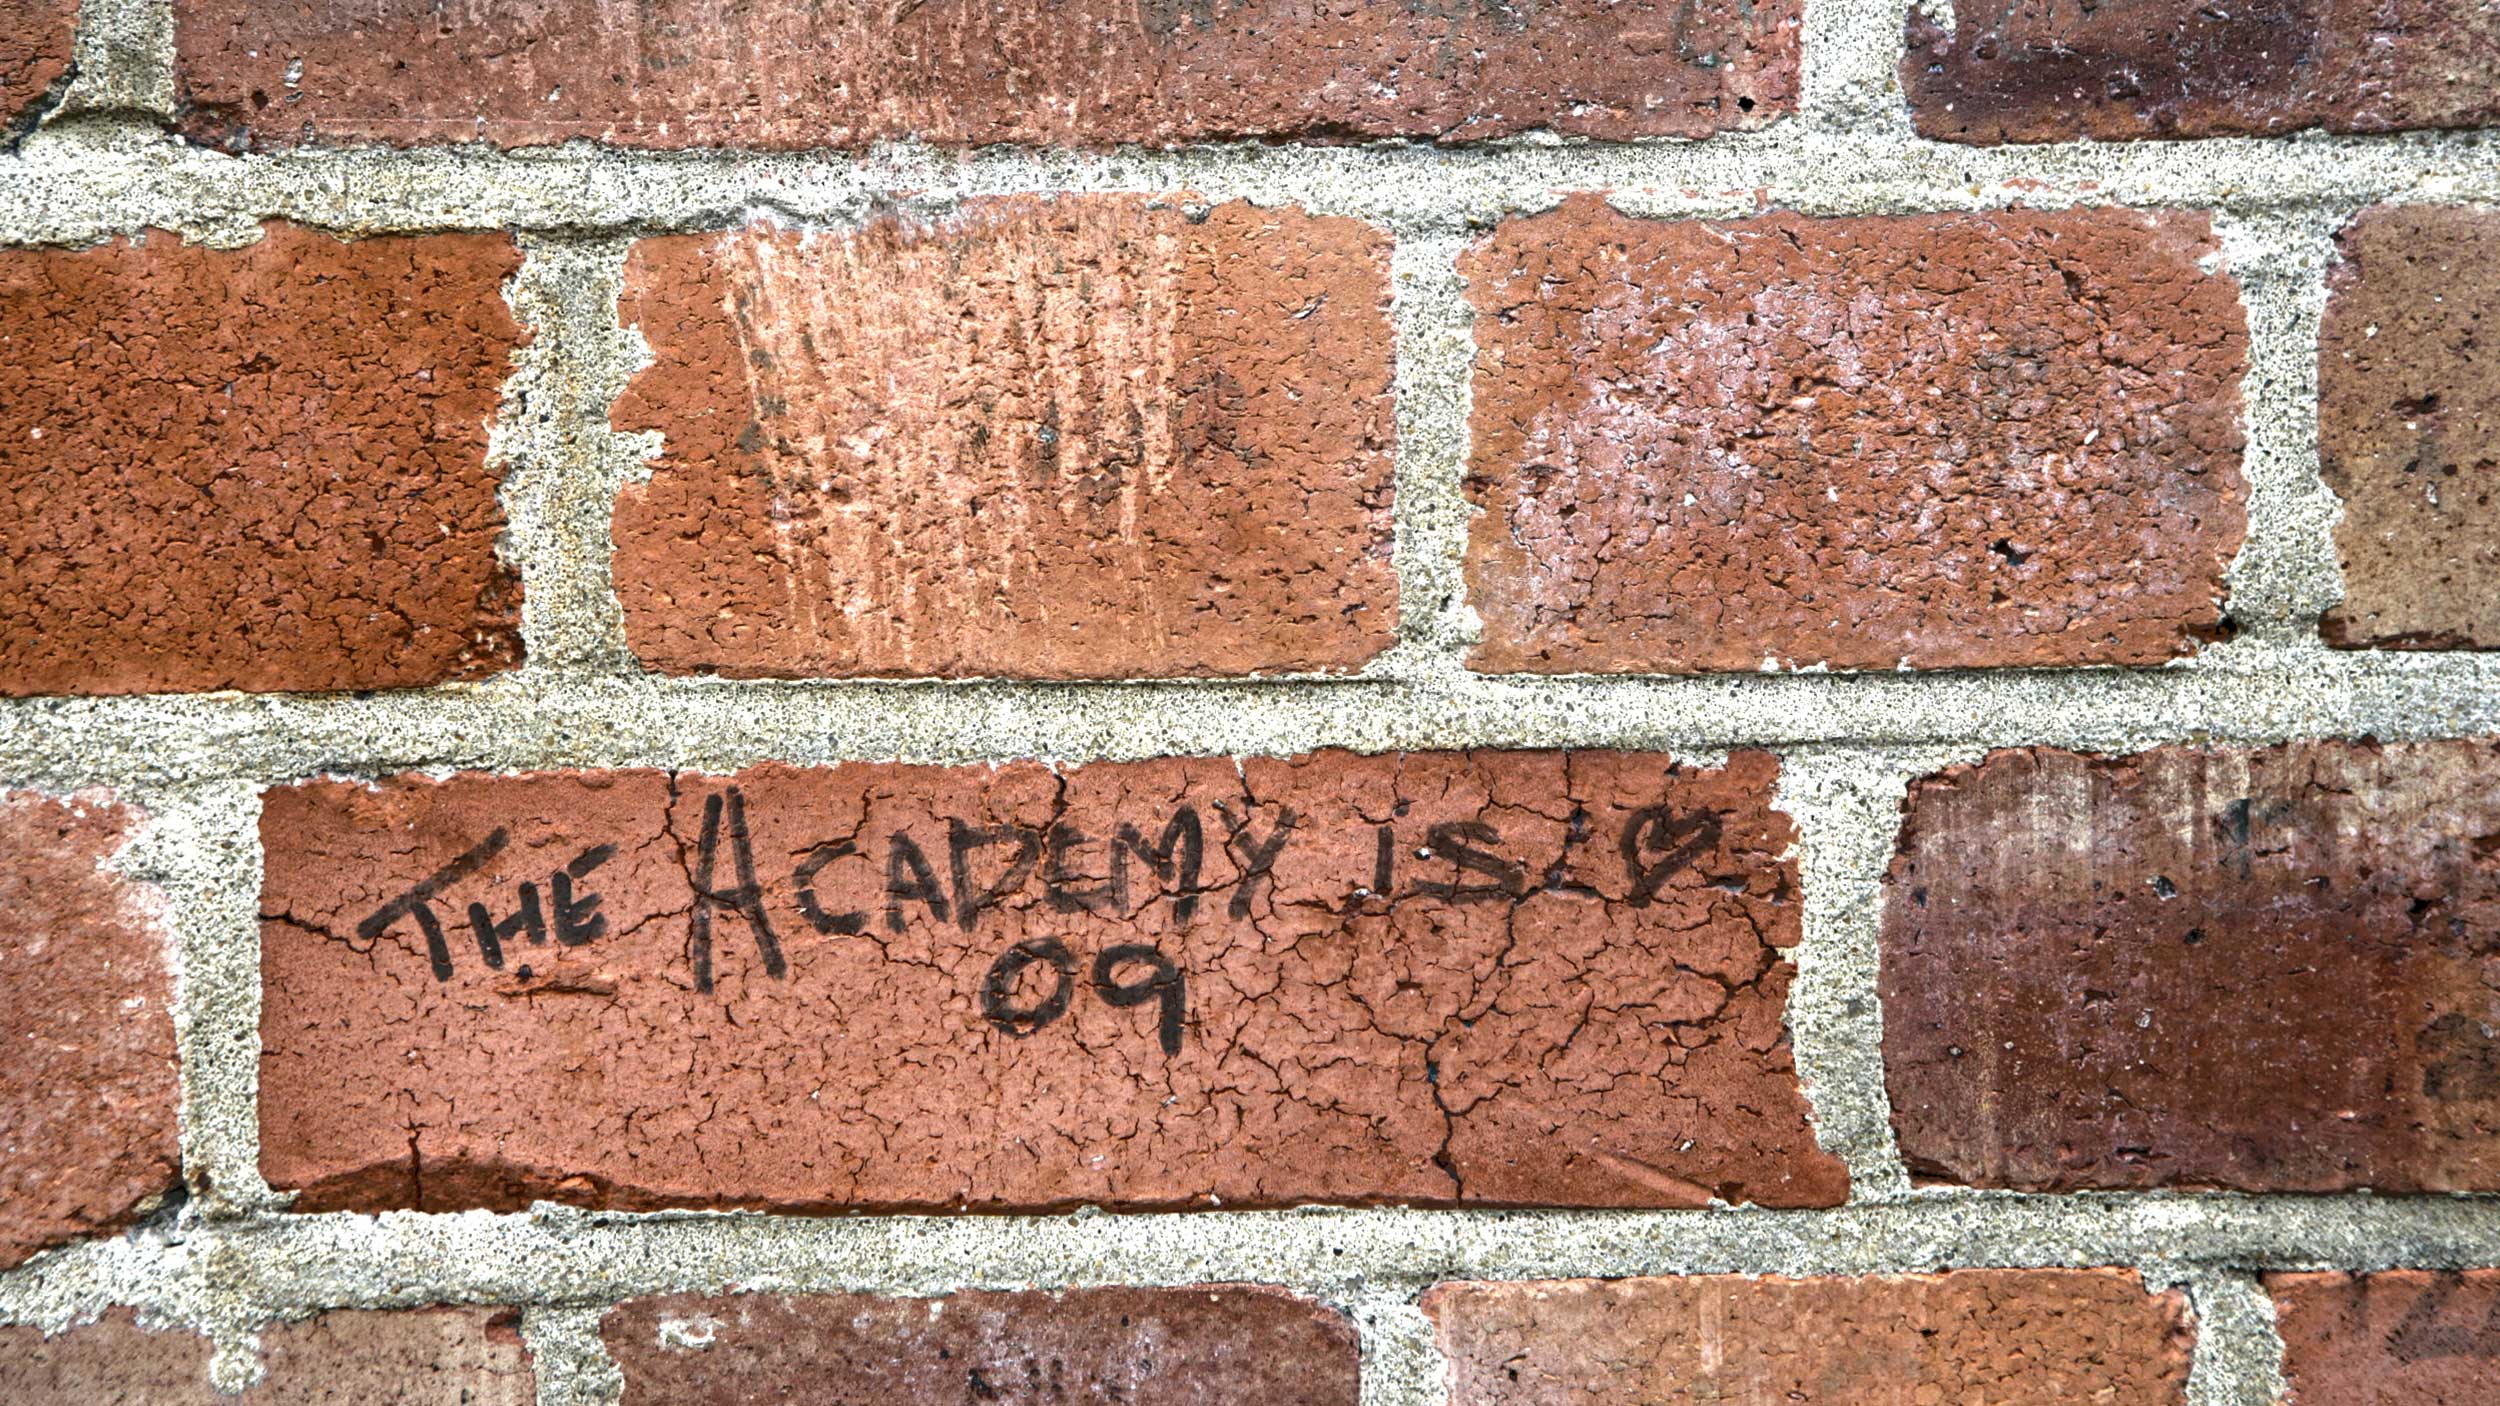 THE ACADEMY IS ♡
09